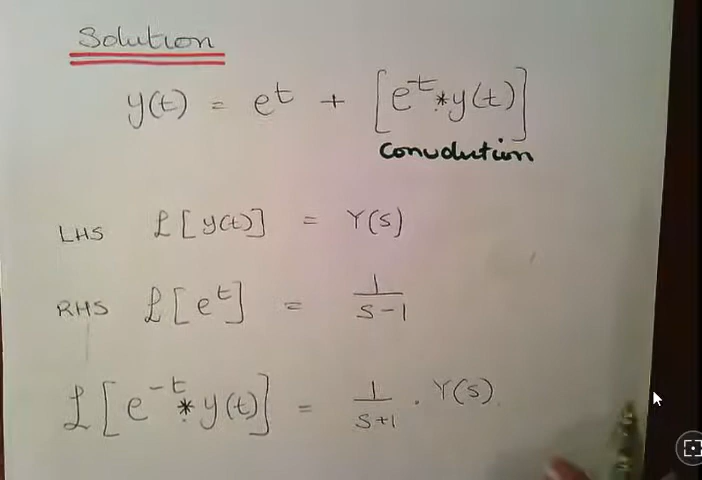 Solution
y(t) = e^t + [e^-t * y(t)]
Convolution
LHS ℒ[y(t)] = Y(s)
RHS ℒ[e^t] = 1/(s-1)
ℒ[e^-t * y(t)] = 1/(s+1) · Y(s)